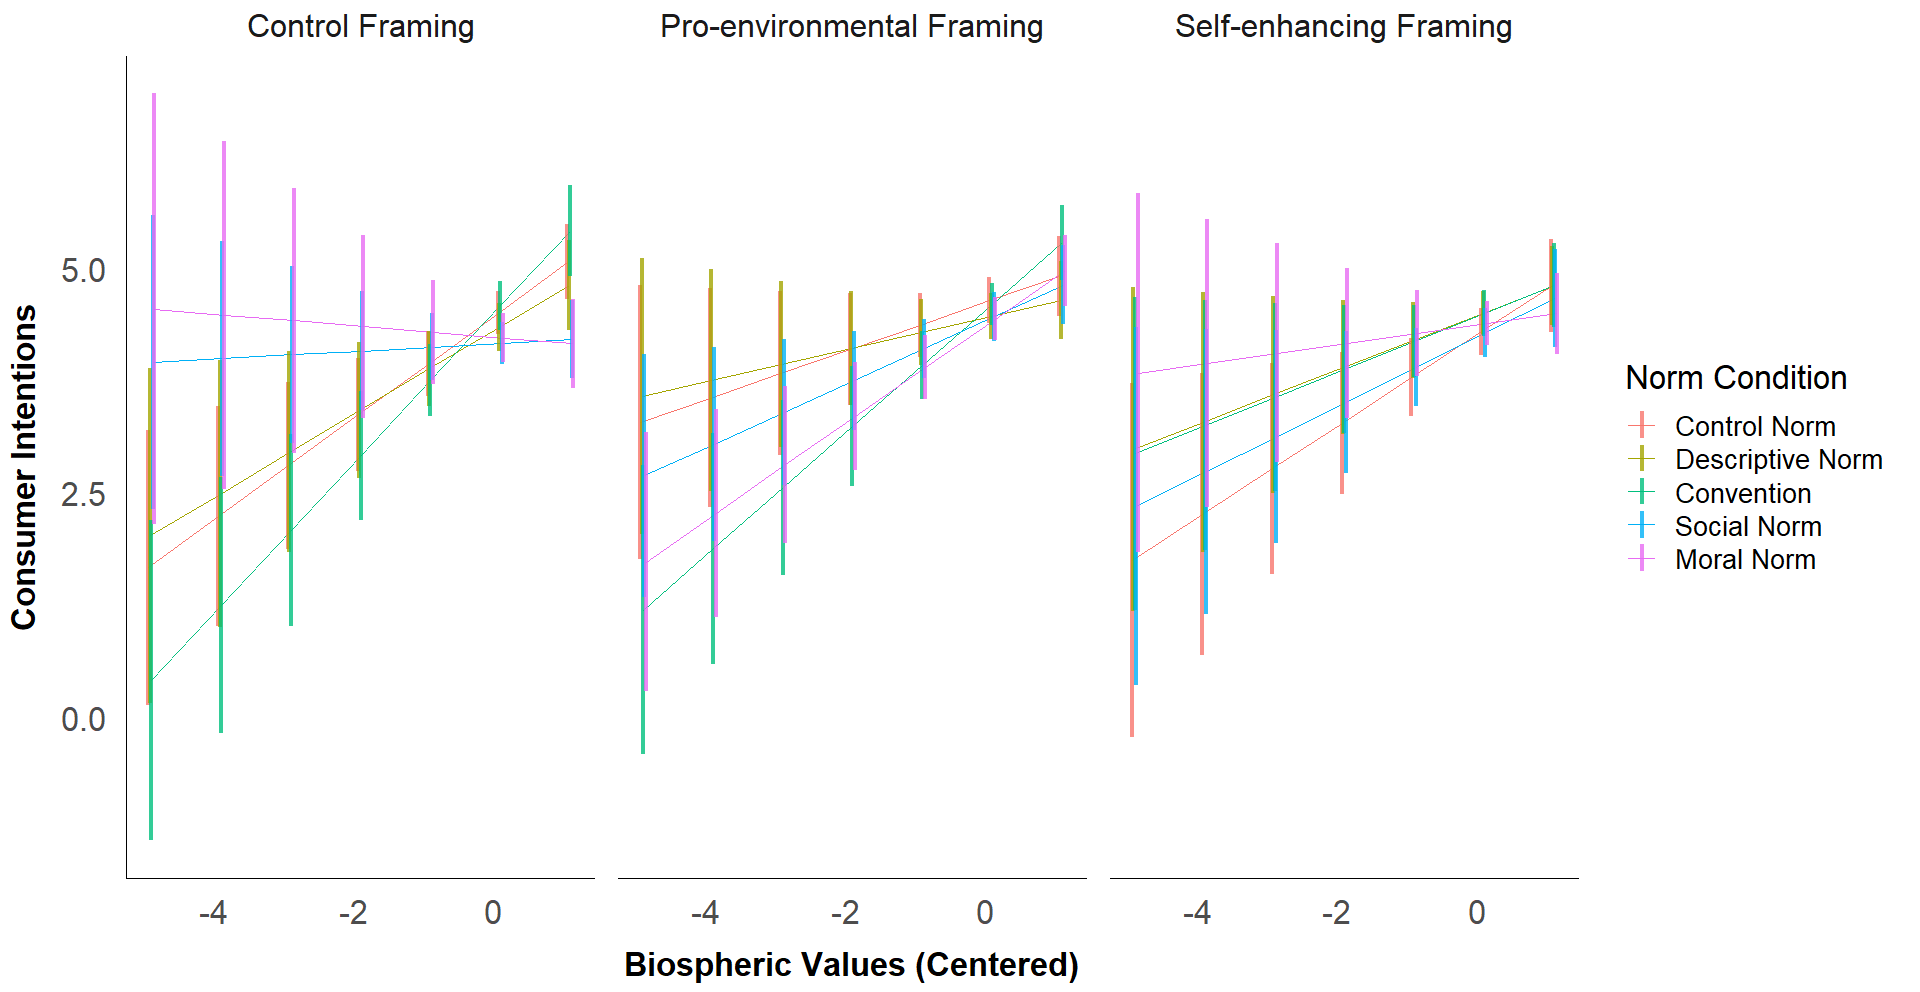 Control Framing
Pro-environmental Framing
Self-enhancing Framing
Consumer Intentions
5.0
2.5
0.0
-4
-2
0
-4
-2
0
-4
-2
0
Biospheric Values (Centered)
Norm Condition
Control Norm
Descriptive Norm
Convention
Social Norm
Moral Norm